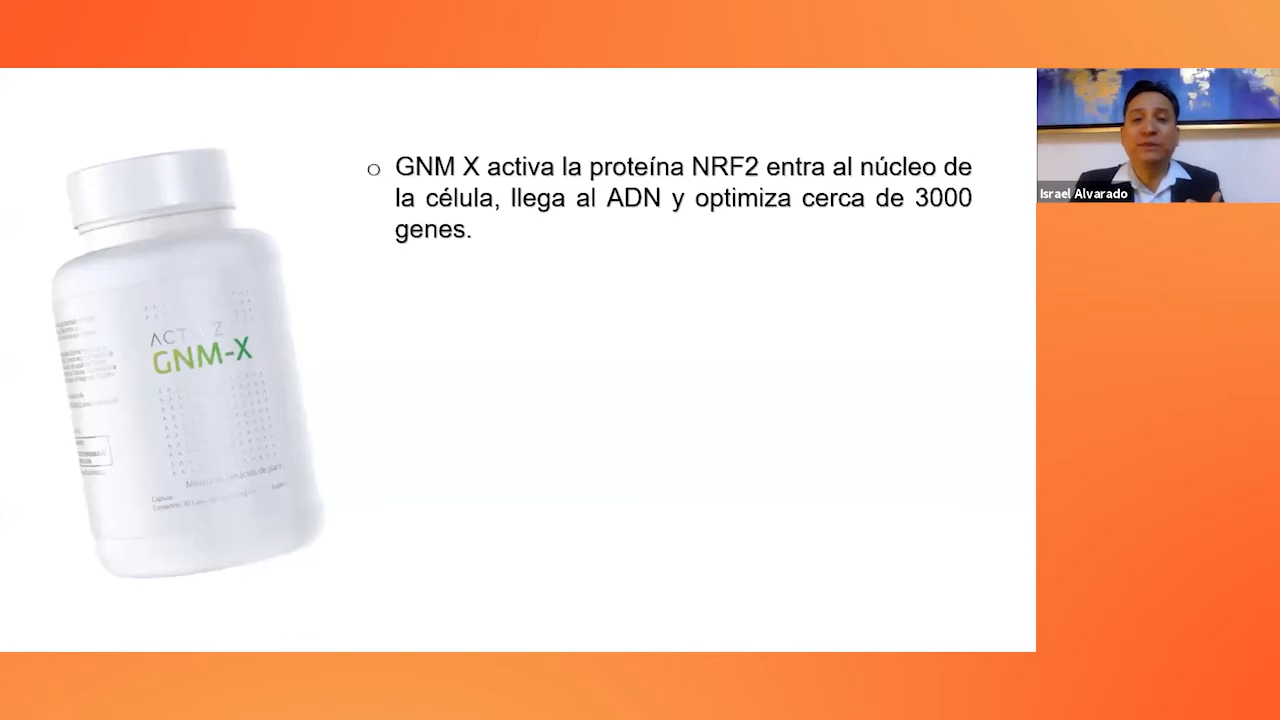 GNM X activa la proteína NRF2 entra al núcleo de
la célula, llega al ADN y optimiza cerca de 3000
genes.
Israel Alvarado
GNM-X